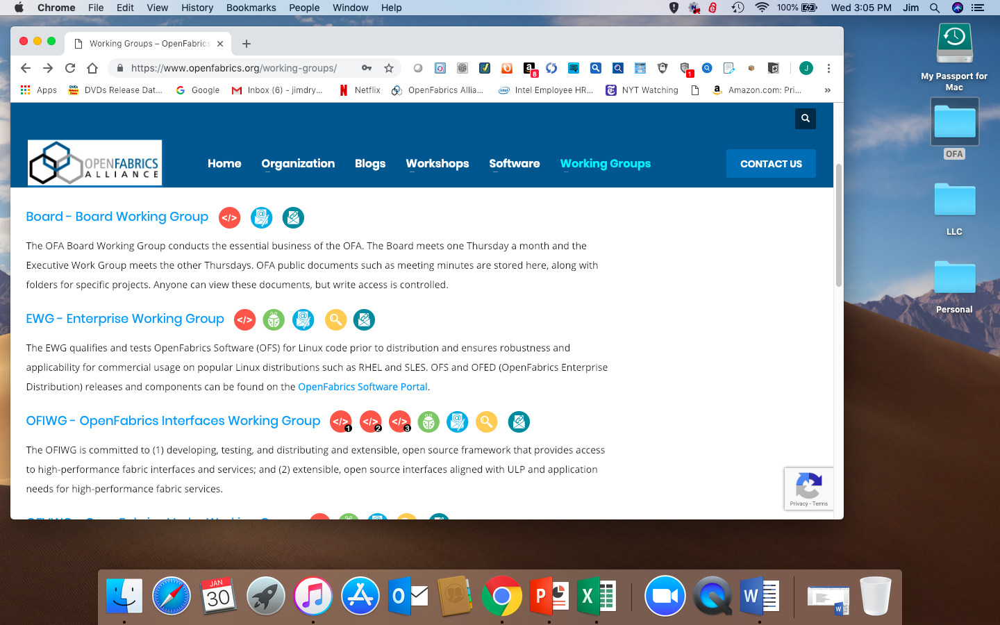 Chrome File Edit View History Bookmarks People Window Help 100% Wed 3:05 PM Jim
Working Groups – OpenFabrics
https://www.openfabrics.org/working-groups/
8
1
J
Apps DVDs Release Dat... Google Inbox (6) - jimdry... Netflix OpenFabrics Allia... Intel Employee HR... NYT Watching Amazon.com: Pri... »
OPENFABRICS
ALLIANCE
Home Organization Blogs Workshops Software Working Groups CONTACT US
Board – Board Working Group </>
The OFA Board Working Group conducts the essential business of the OFA. The Board meets one Thursday a month and the
Executive Work Group meets the other Thursdays. OFA public documents such as meeting minutes are stored here, along with
folders for specific projects. Anyone can view these documents, but write access is controlled.
EWG – Enterprise Working Group </>
The EWG qualifies and tests OpenFabrics Software (OFS) for Linux code prior to distribution and ensures robustness and
applicability for commercial usage on popular Linux distributions such as RHEL and SLES. OFS and OFED (OpenFabrics Enterprise
Distribution) releases and components can be found on the OpenFabrics Software Portal.
OFIWG – OpenFabrics Interfaces Working Group </> 1 </> 2 </> 3
The OFIWG is committed to (1) developing, testing, and distributing and extensible, open source framework that provides access
to high-performance fabric interfaces and services; and (2) extensible, open source interfaces aligned with ULP and application
needs for high-performance fabric services.
Privacy - Terms
My Passport for
Mac
OFA
LLC
Personal
JAN
30
O
P
X
W
W